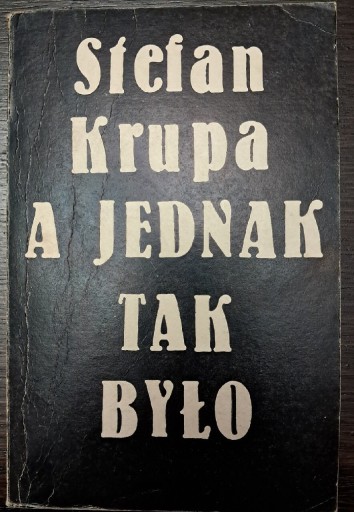 Stefan
Krupa
A JEDNAK
TAK
BYŁO